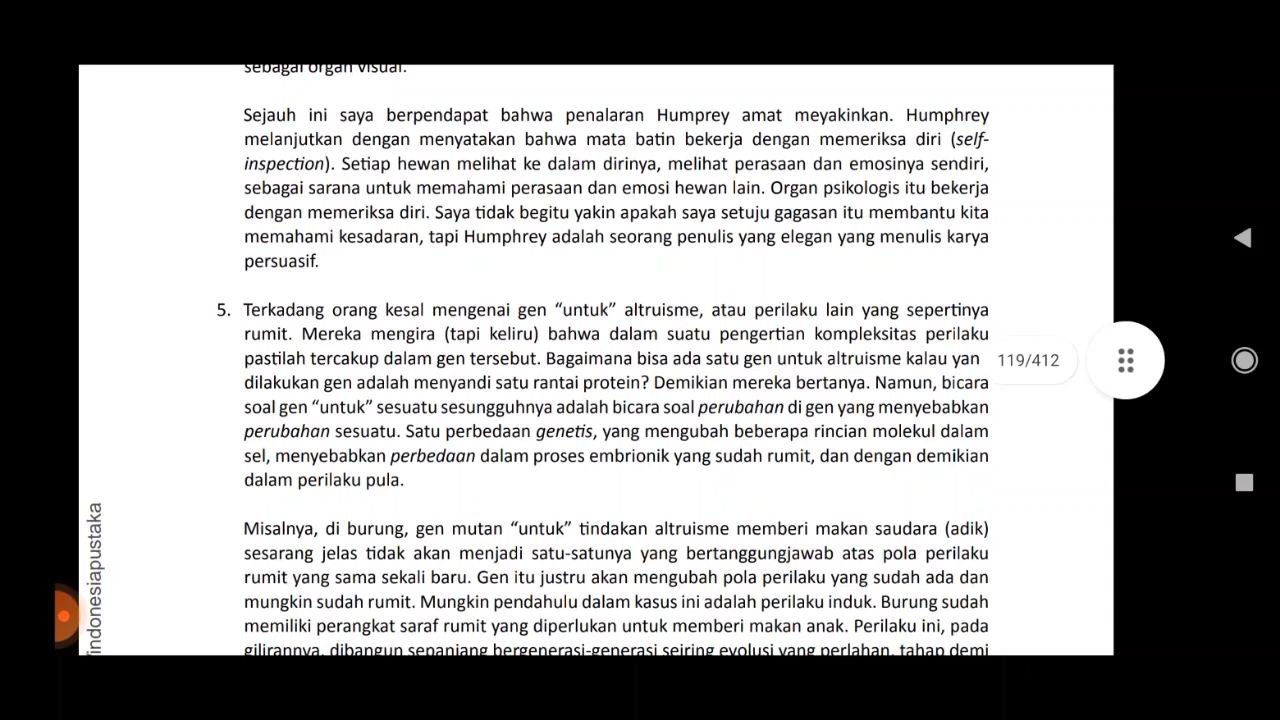 sebagai organ visual.
Sejauh ini saya berpendapat bahwa penalaran Humprey amat meyakinkan. Humphrey
melanjutkan dengan menyatakan bahwa mata batin bekerja dengan memeriksa diri (self-
inspection). Setiap hewan melihat ke dalam dirinya, melihat perasaan dan emosinya sendiri,
sebagai sarana untuk memahami perasaan dan emosi hewan lain. Organ psikologis itu bekerja
dengan memeriksa diri. Saya tidak begitu yakin apakah saya setuju gagasan itu membantu kita
memahami kesadaran, tapi Humphrey adalah seorang penulis yang elegan yang menulis karya
persuasif.
5. Terkadang orang kesal mengenai gen “untuk” altruisme, atau perilaku lain yang sepertinya
rumit. Mereka mengira (tapi keliru) bahwa dalam suatu pengertian kompleksitas perilaku
pastilah tercakup dalam gen tersebut. Bagaimana bisa ada satu gen untuk altruisme kalau yan
119/412
dilakukan gen adalah menyandi satu rantai protein? Demikian mereka bertanya. Namun, bicara
soal gen “untuk” sesuatu sesungguhnya adalah bicara soal perubahan di gen yang menyebabkan
perubahan sesuatu. Satu perbedaan genetis, yang mengubah beberapa rincian molekul dalam
sel, menyebabkan perbedaan dalam proses embrionik yang sudah rumit, dan dengan demikian
dalam perilaku pula.
Misalnya, di burung, gen mutan “untuk” tindakan altruisme memberi makan saudara (adik)
sesarang jelas tidak akan menjadi satu-satunya yang bertanggungjawab atas pola perilaku
rumit yang sama sekali baru. Gen itu justru akan mengubah pola perilaku yang sudah ada dan
mungkin sudah rumit. Mungkin pendahulu dalam kasus ini adalah perilaku induk. Burung sudah
memiliki perangkat saraf rumit yang diperlukan untuk memberi makan anak. Perilaku ini, pada
gilirannya, dibangun sepanjang bergenerasi-generasi seiring evolusi yang perlahan, tahap demi
indonesiapustaka